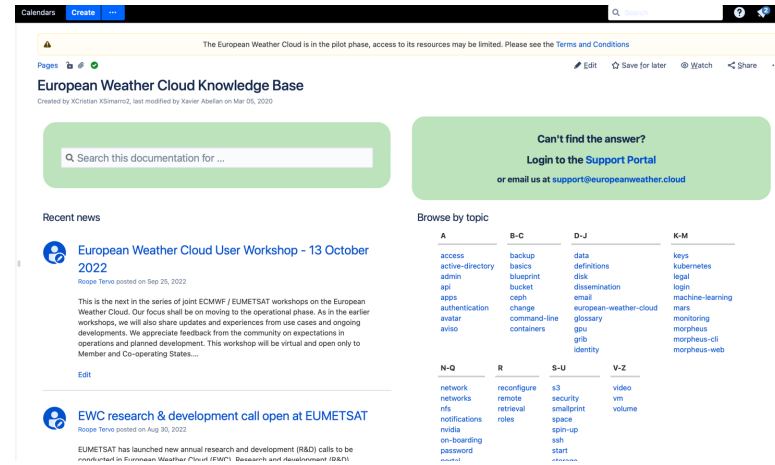 Calendars Create ··· Search 2
The European Weather Cloud is in the pilot phase, access to its resources may be limited. Please see the Terms and Conditions
Pages Edit Save for later Watch Share
European Weather Cloud Knowledge Base
Created by XCristian XSimarro2, last modified by Xavier Abellan on Mar 05, 2020
Search this documentation for ...
Can't find the answer?
Login to the Support Portal
or email us at support@europeanweather.cloud
Recent news
European Weather Cloud User Workshop - 13 October
2022
Roope Tervo posted on Sep 25, 2022
This is the next in the series of joint ECMWF / EUMETSAT workshops on the European
Weather Cloud. Our focus shall be on moving to the operational phase. As in the earlier
workshops, we will also share updates and experiences from use cases and ongoing
developments. We appreciate feedback from the community on expectations in
operations and planned development. This workshop will be virtual and open only to
Member and Co-operating States....
Edit
EWC research & development call open at EUMETSAT
Roope Tervo posted on Aug 30, 2022
EUMETSAT has launched new annual research and development (R&D) calls to be
conducted in European Weather Cloud (EWC). Research and development (R&D)
Browse by topic
A
access
active-directory
admin
api
apps
authentication
avatar
aviso
B-C
backup
basics
blueprint
bucket
ceph
change
command-line
containers
D-J
data
definitions
disk
dissemination
email
european-weather-cloud
glossary
gpu
grib
identity
K-M
keys
kubernetes
legal
login
machine-learning
mars
monitoring
morpheus
morpheus-cli
morpheus-web
N-Q
network
networks
nfs
notifications
nvidia
on-boarding
password
portal
R
reconfigure
remote
retrieval
roles
S-U
s3
security
smallprint
space
spin-up
ssh
start
storage
V-Z
video
vm
volume